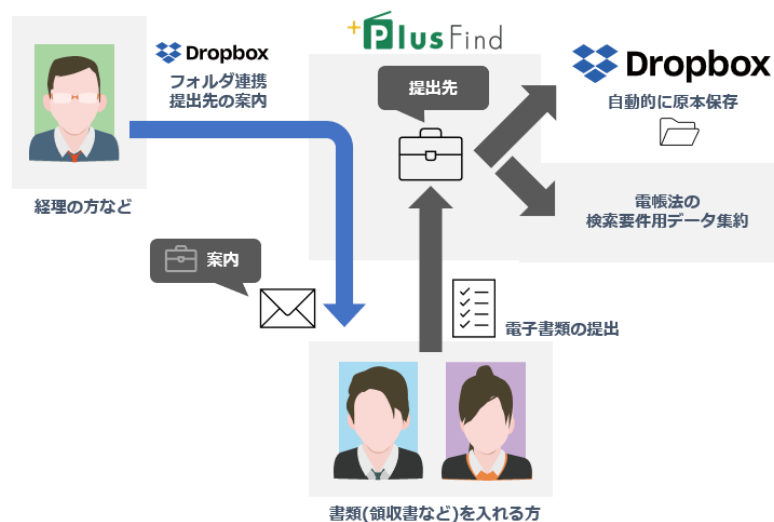 Dropbox
フォルダ連携
提出先の案内
PlusFind
提出先
Dropbox
自動的に原本保存
経理の方など
電帳法の
検索要件用データ集約
案内
電子書類の提出
書類(領収書など)を入れる方